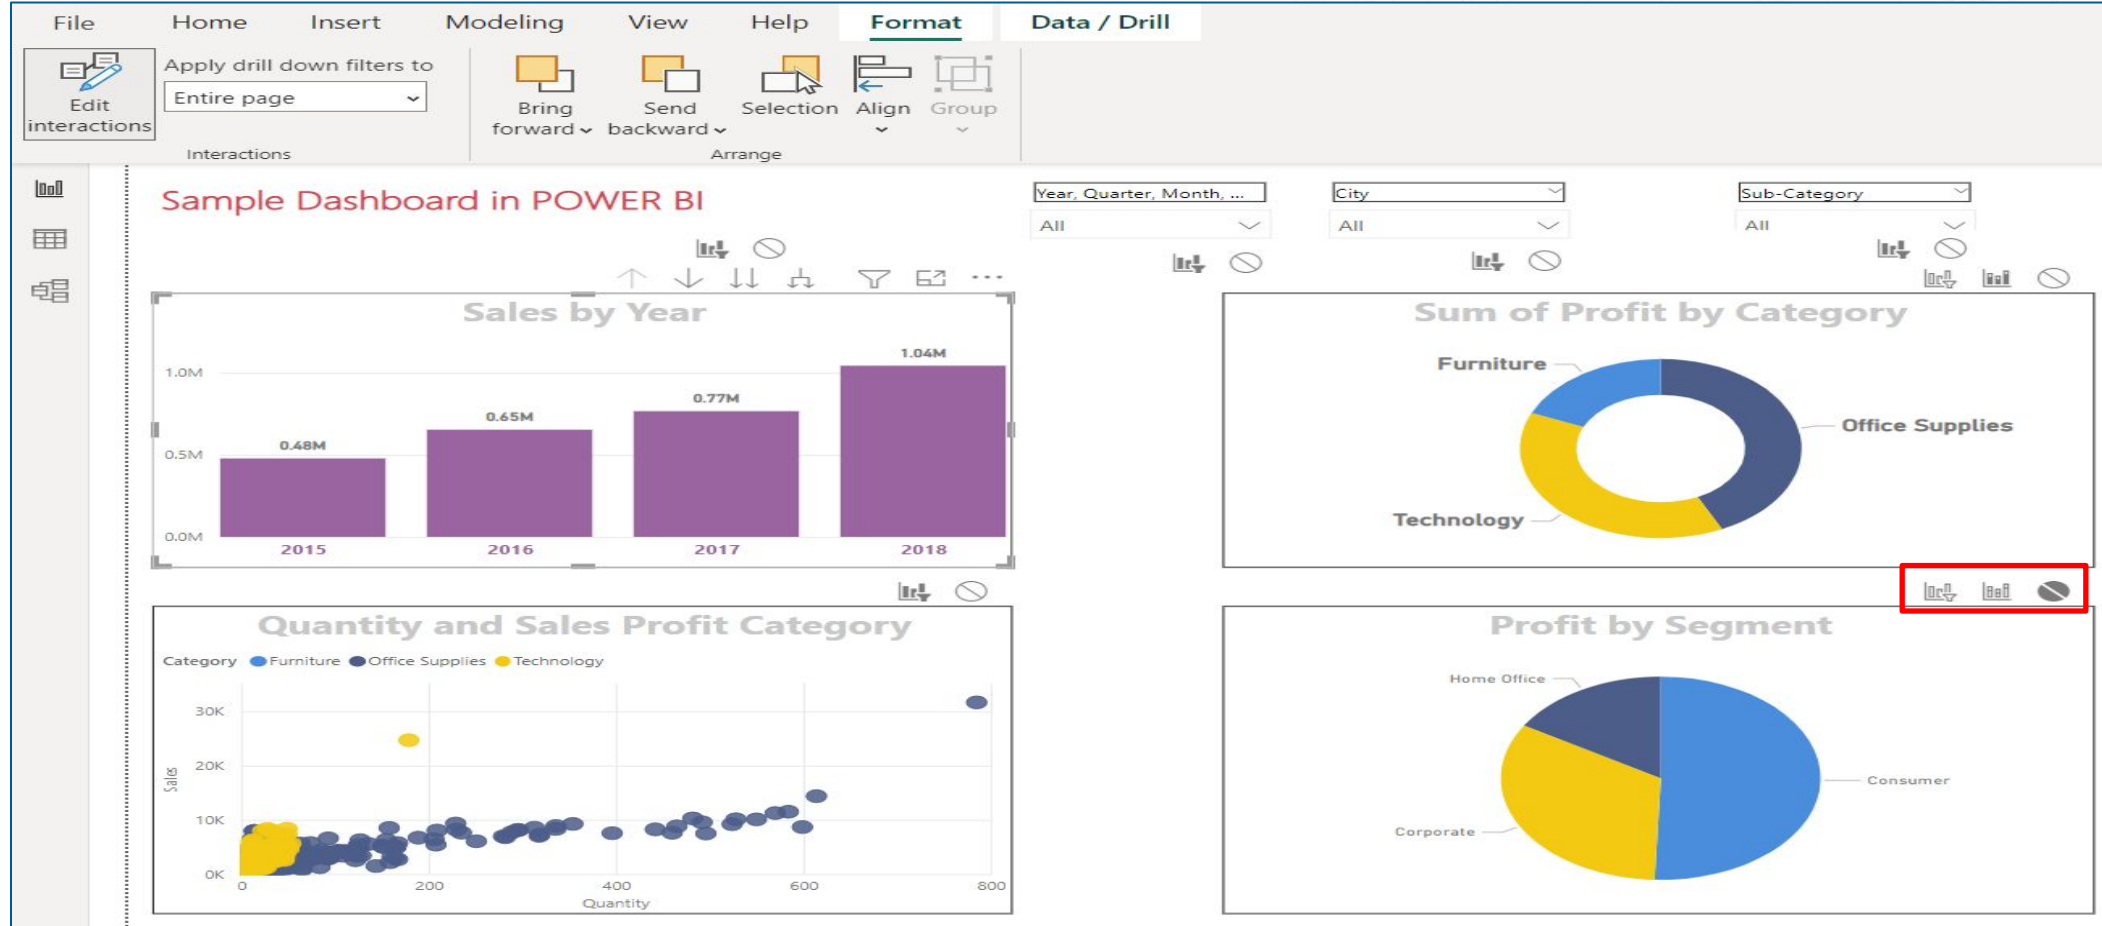 File Home Insert Modeling View Help Format Data / Drill
Edit interactions
Apply drill down filters to
Entire page
Bring forward
Send backward
Selection
Align
Group
Interactions
Arrange
Sample Dashboard in POWER BI
Year, Quarter, Month, ...
All
City
All
Sub-Category
All
Sales by Year
1.0M
0.5M
0.0M
0.48M
0.65M
0.77M
1.04M
2015 2016 2017 2018
Sum of Profit by Category
Furniture
Office Supplies
Technology
Quantity and Sales Profit Category
Category Furniture Office Supplies Technology
Sales
30K
20K
10K
0K
0 200 400 600 800
Quantity
Profit by Segment
Home Office
Consumer
Corporate